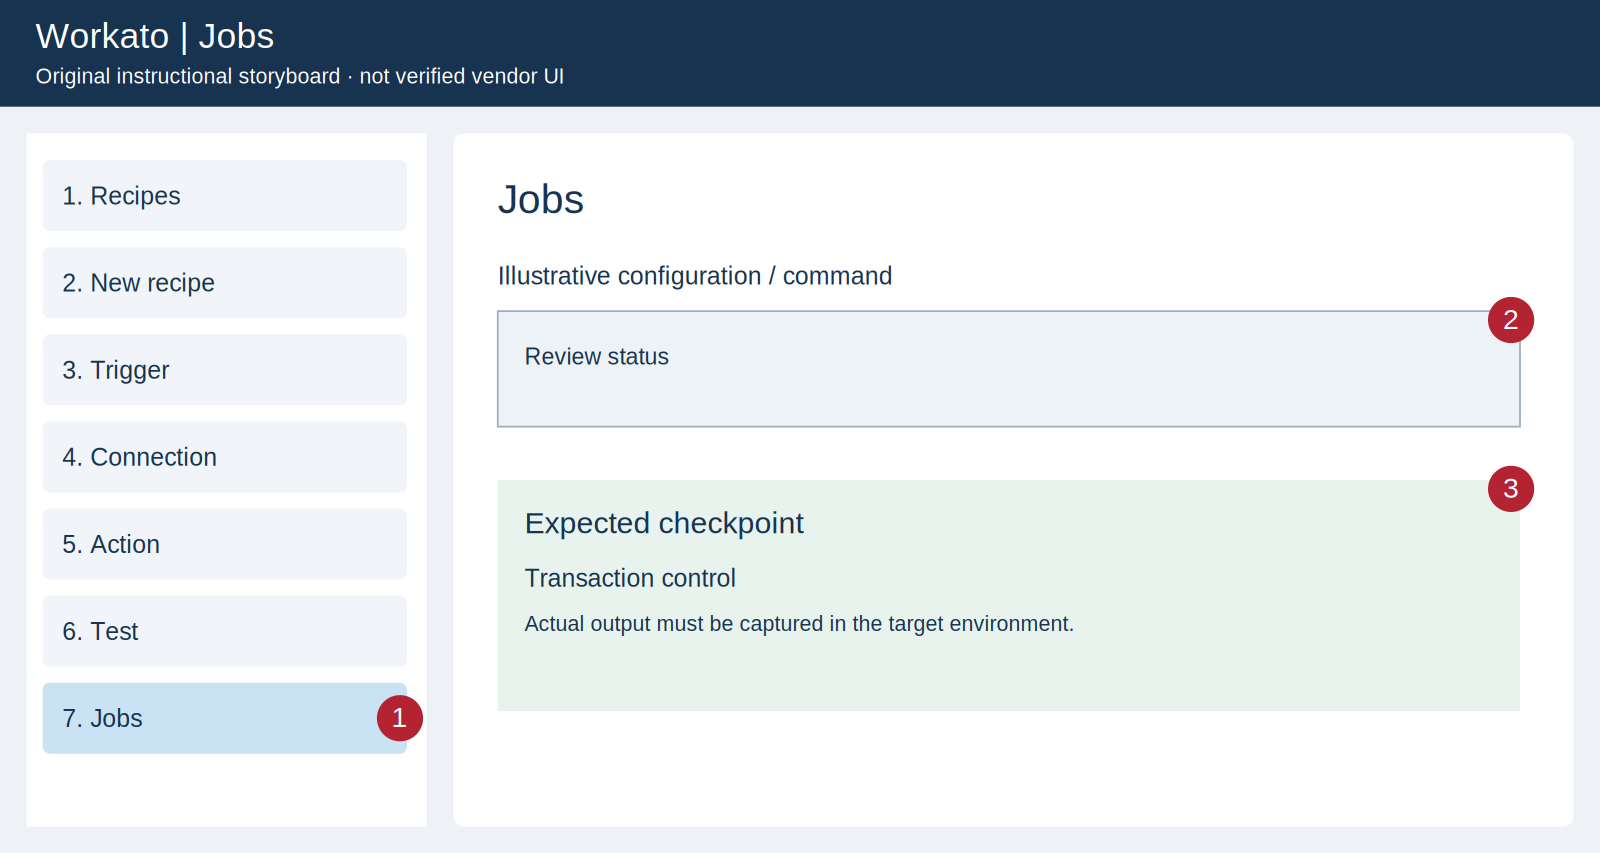 Workato | Jobs
Original instructional storyboard · not verified vendor UI
1. Recipes
2. New recipe
3. Trigger
4. Connection
5. Action
6. Test
7. Jobs
1
Jobs
Illustrative configuration / command
2
Review status
3
Expected checkpoint
Transaction control
Actual output must be captured in the target environment.